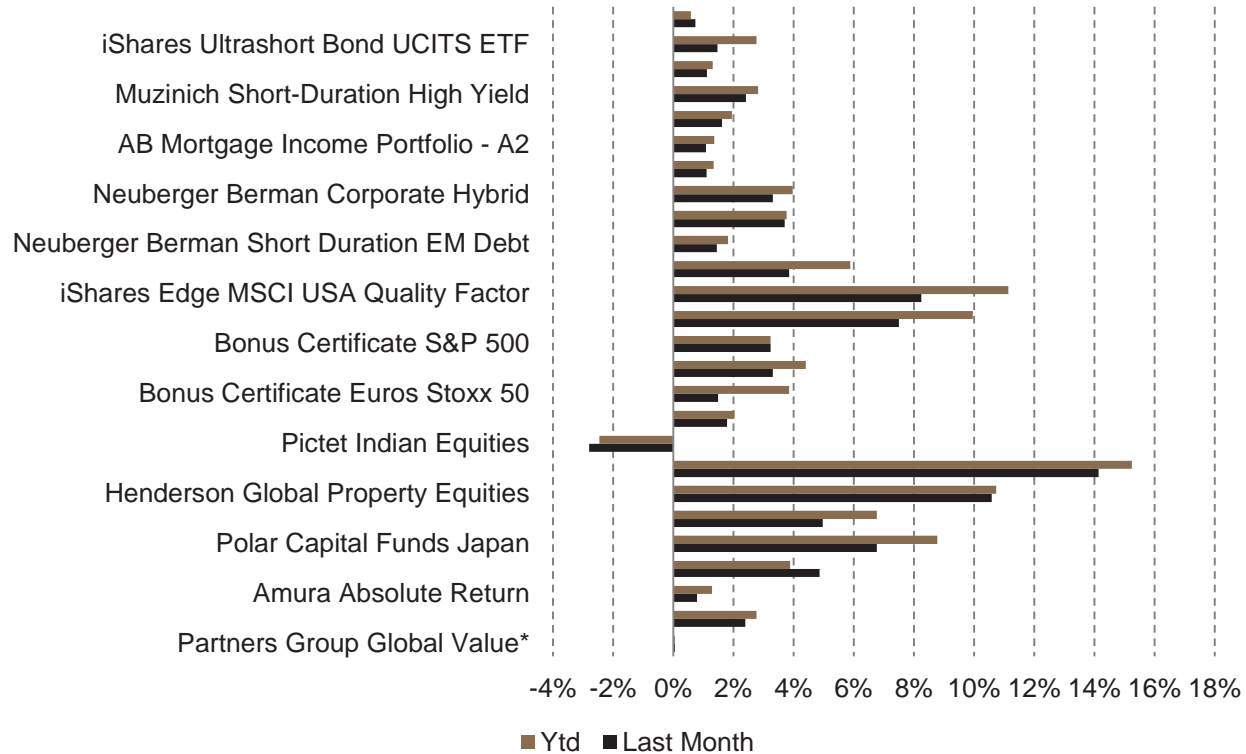 iShares Ultrashort Bond UCITS ETF
Muzinich Short-Duration High Yield
AB Mortgage Income Portfolio - A2
Neuberger Berman Corporate Hybrid
Neuberger Berman Short Duration EM Debt
iShares Edge MSCI USA Quality Factor
Bonus Certificate S&P 500
Bonus Certificate Euros Stoxx 50
Pictet Indian Equities
Henderson Global Property Equities
Polar Capital Funds Japan
Amura Absolute Return
Partners Group Global Value*
-4% -2% 0% 2% 4% 6% 8% 10% 12% 14% 16% 18%
Ytd Last Month